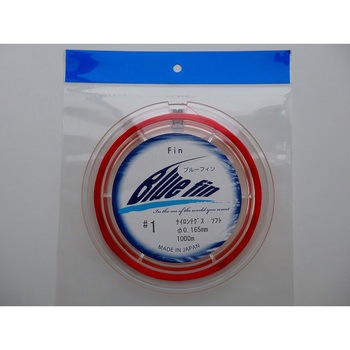 Fin
ブルーフィン
Blue fin
In the sea of the world you want
#1
ナイロンテグス ソフト
φ0.165mm
1000m
MADE IN JAPAN